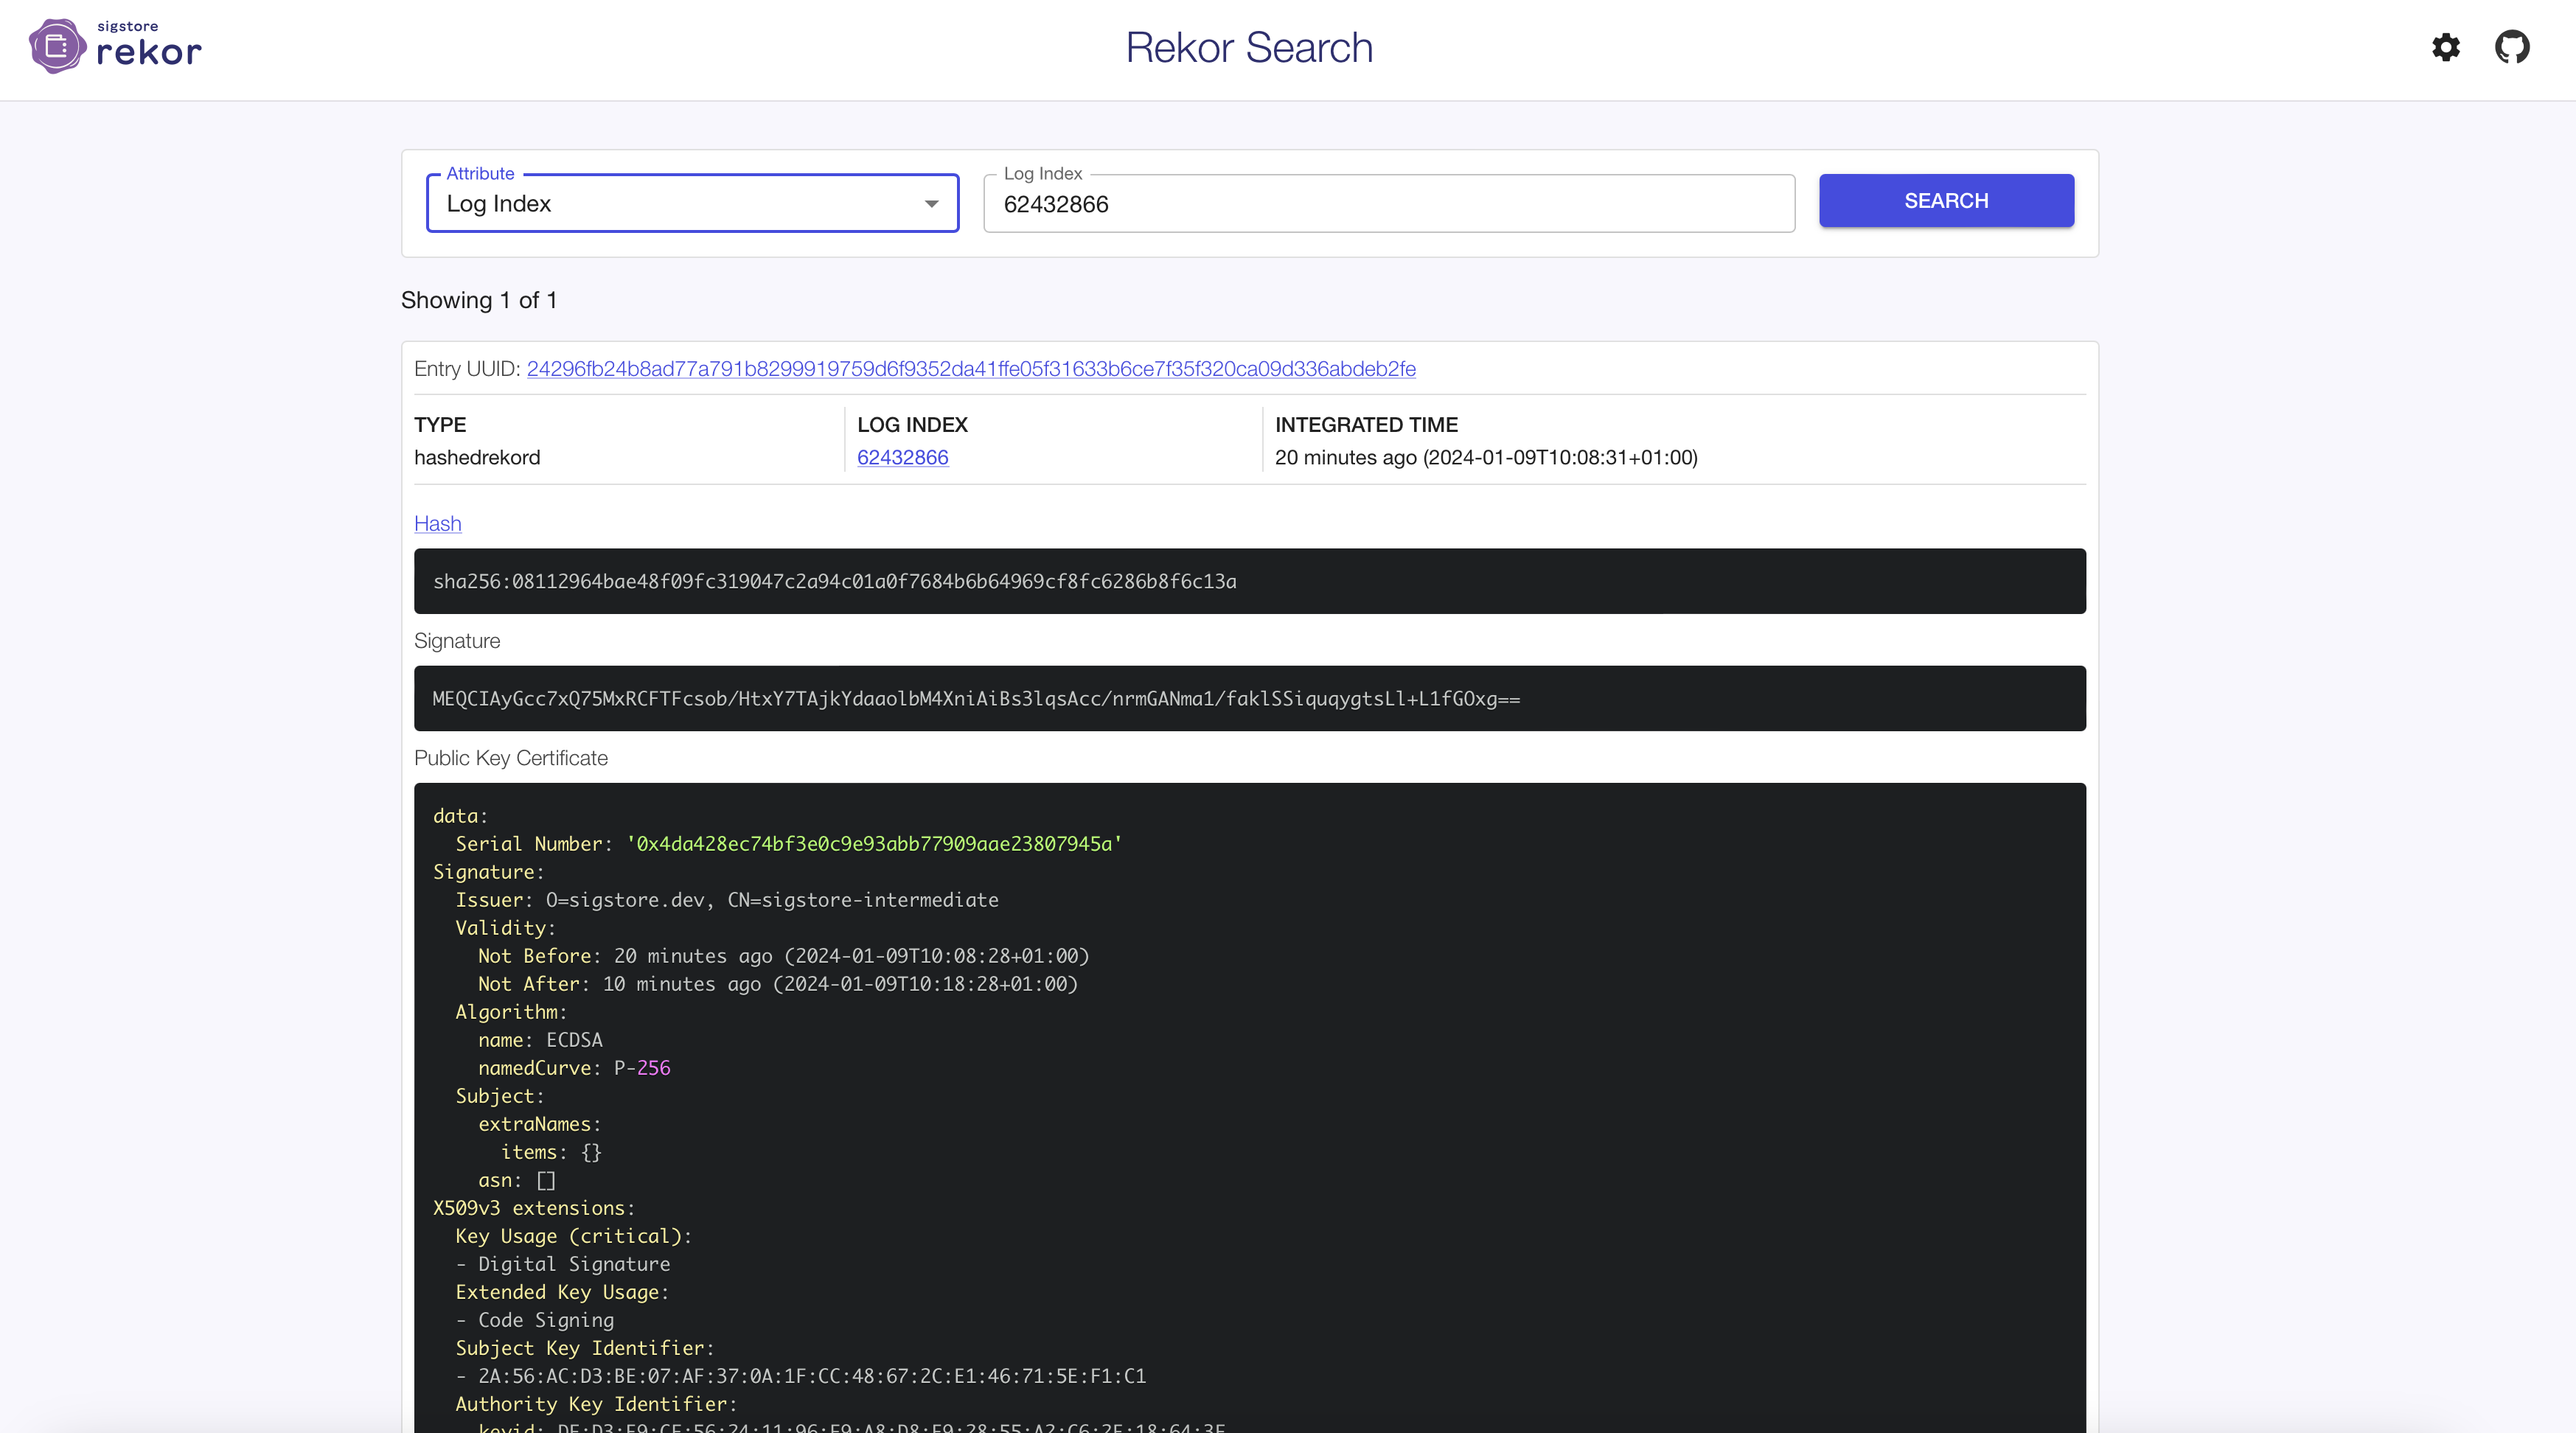 sigstore
rekor
Rekor Search
Attribute
Log Index
Log Index
62432866
SEARCH
Showing 1 of 1
Entry UUID: 24296fb24b8ad77a791b8299919759d6f9352da41ffe05f31633b6ce7f35f320ca09d336abdeb2fe
TYPE
hashedrekord
LOG INDEX
62432866
INTEGRATED TIME
20 minutes ago (2024-01-09T10:08:31+01:00)
Hash
sha256:08112964bae48f09fc319047c2a94c01a0f7684b6b64969cf8fc6286b8f6c13a
Signature
MEQCIAyGcc7xQ75MxRCFTFcsob/HtxY7TAjkYdaaolbM4XniAiBs3lqsAcc/nrmGANma1/faklSSiquqygtsLl+L1fGOxg==
Public Key Certificate
data:
Serial Number: '0x4da428ec74bf3e0c9e93abb77909aae23807945a'
Signature:
Issuer: O=sigstore.dev, CN=sigstore-intermediate
Validity:
Not Before: 20 minutes ago (2024-01-09T10:08:28+01:00)
Not After: 10 minutes ago (2024-01-09T10:18:28+01:00)
Algorithm:
name: ECDSA
namedCurve: P-256
Subject:
extraNames:
items: {}
asn: []
X509v3 extensions:
Key Usage (critical):
- Digital Signature
Extended Key Usage:
- Code Signing
Subject Key Identifier:
- 2A:56:AC:D3:BE:07:AF:37:0A:1F:CC:48:67:2C:E1:46:71:5E:F1:C1
Authority Key Identifier:
keyid: